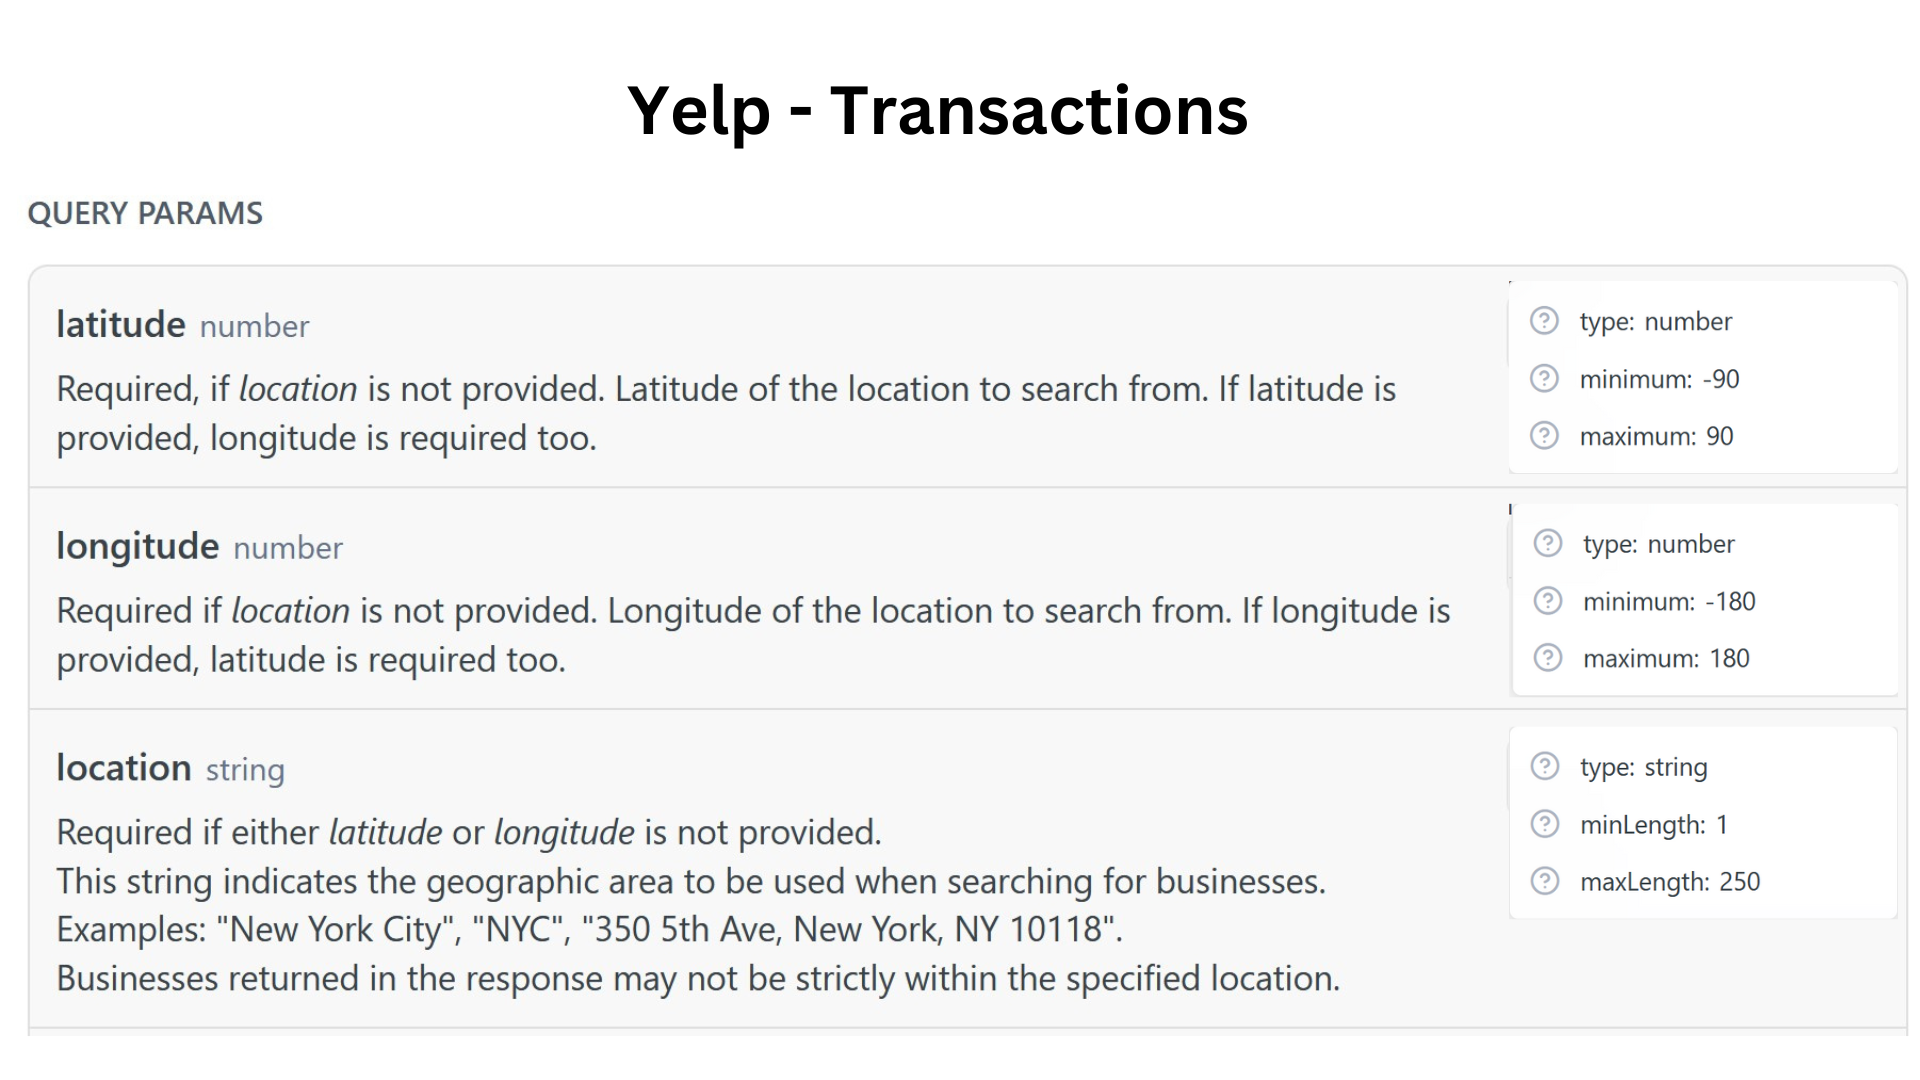 Yelp - Transactions
QUERY PARAMS
latitude number
Required, if location is not provided. Latitude of the location to search from. If latitude is
provided, longitude is required too.
type: number
minimum: -90
maximum: 90
longitude number
Required if location is not provided. Longitude of the location to search from. If longitude is
provided, latitude is required too.
type: number
minimum: -180
maximum: 180
location string
Required if either latitude or longitude is not provided.
This string indicates the geographic area to be used when searching for businesses.
Examples: "New York City", "NYC", "350 5th Ave, New York, NY 10118".
Businesses returned in the response may not be strictly within the specified location.
type: string
minLength: 1
maxLength: 250